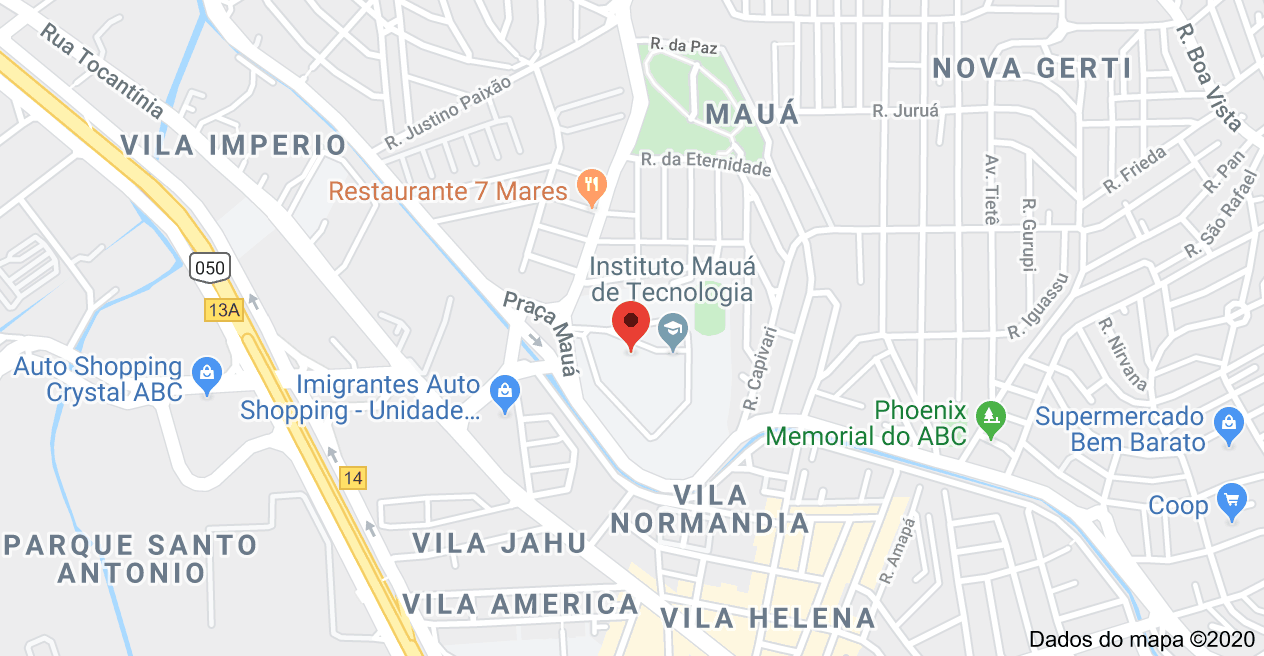 R. da Paz
Rua Tocantínia
NOVA GERTI
R. Boa Vista
R. Justino Paixão
MAUÁ
R. Juruá
VILA IMPERIO
R. da Eternidade
R. Frieda
R. Pan
Restaurante 7 Mares
Av. Tietê
R. São Rafael
R. Gurupi
050
Instituto Mauá
de Tecnologia
13A
Praça Mauá
R. Iguassu
R. Nirvana
Auto Shopping
Crystal ABC
Imigrantes Auto
Shopping - Unidade...
R. Capivari
Phoenix
Memorial do ABC
Supermercado
Bem Barato
14
VILA
NORMANDIA
Coop
PARQUE SANTO
ANTONIO
VILA JAHU
R. Amapá
VILA AMERICA
VILA HELENA
Dados do mapa ©2020